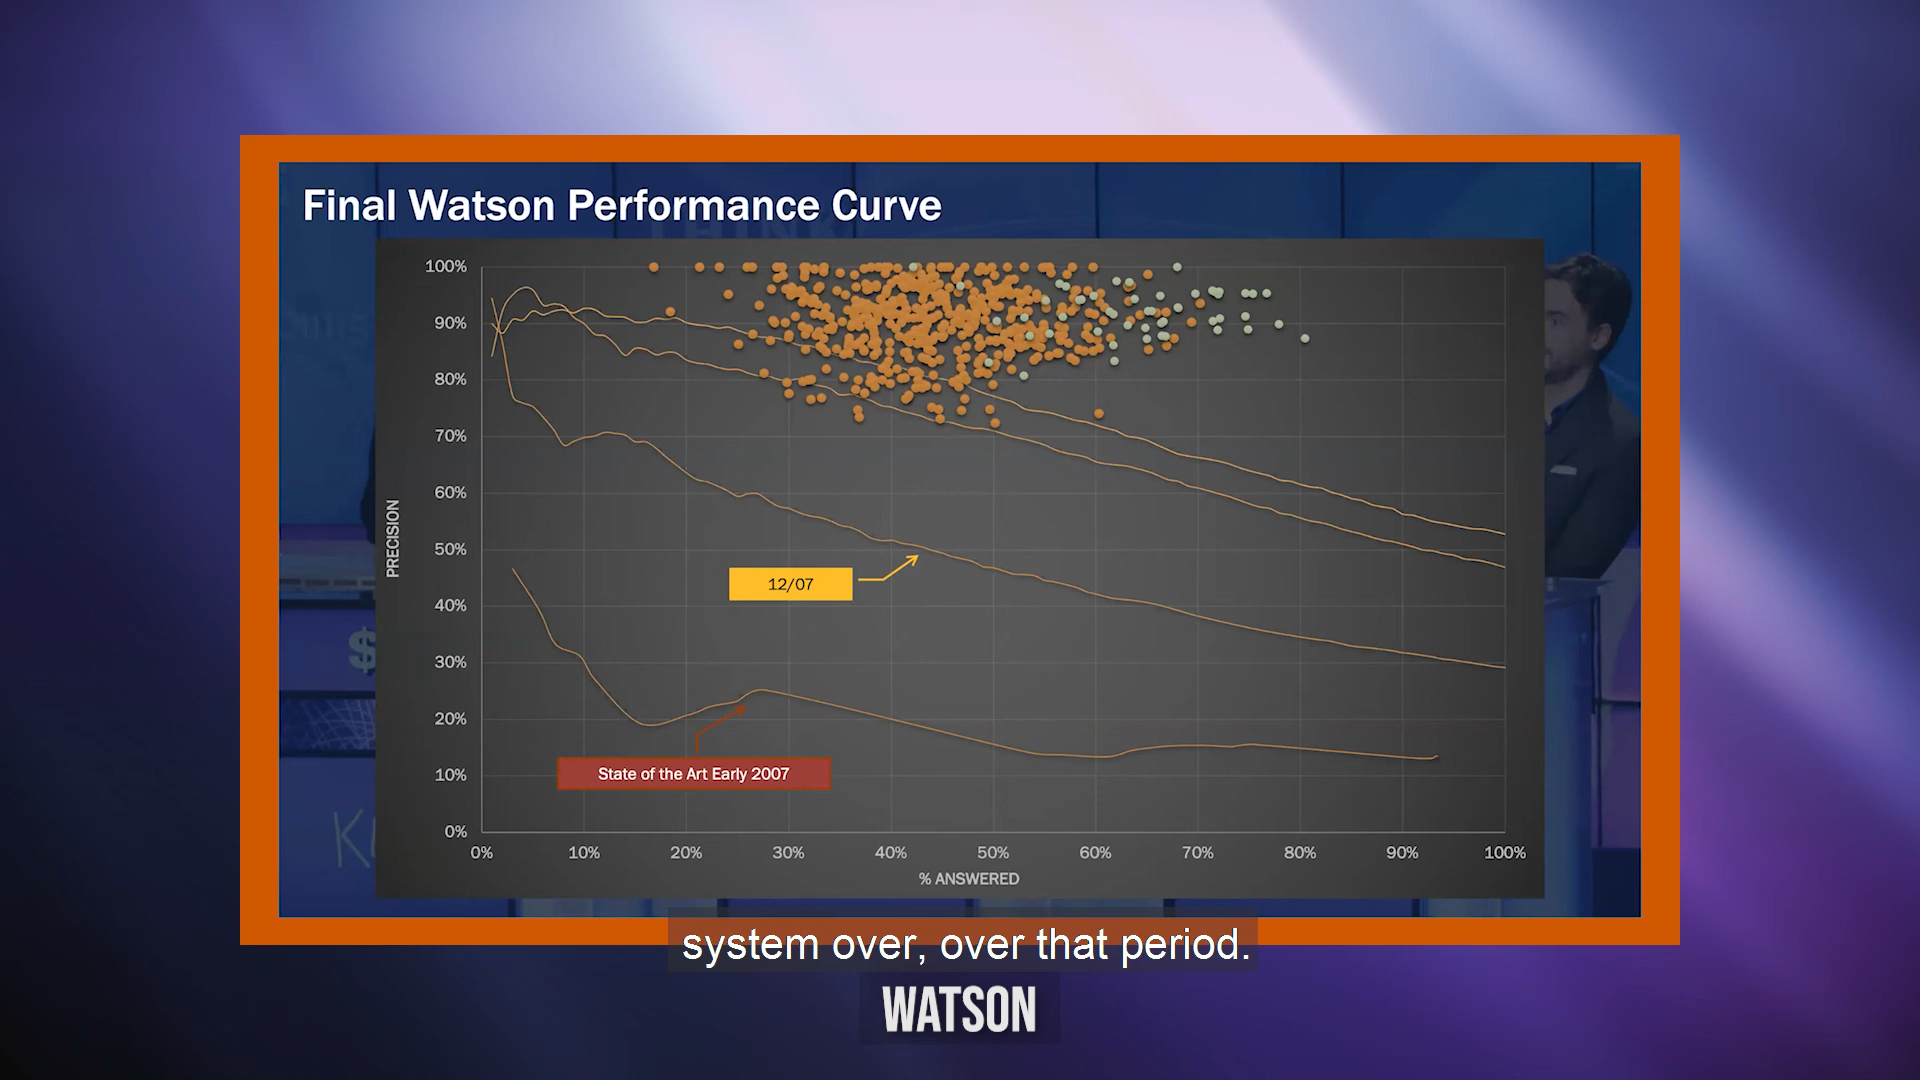 Final Watson Performance Curve
100%
90%
80%
70%
60%
50%
40%
30%
20%
10%
0%
PRECISION
12/07
State of the Art Early 2007
0% 10% 20% 30% 40% 50% 60% 70% 80% 90% 100%
% ANSWERED
$
system over, over that period.
WATSON